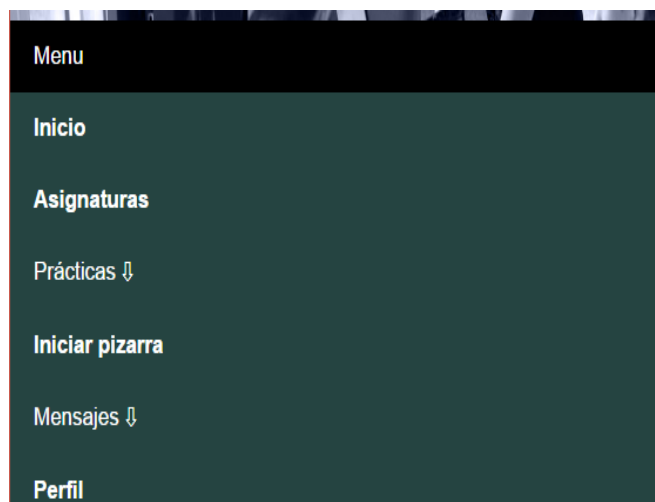 Menu
Inicio
Asignaturas
Prácticas ⇩
Iniciar pizarra
Mensajes ⇩
Perfil